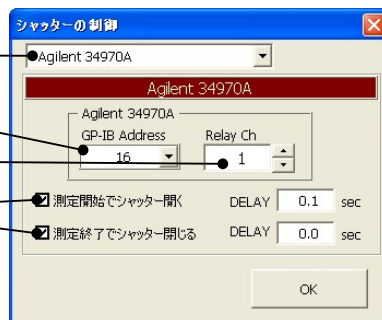 シャッターの制御
Agilent 34970A
Agilent 34970A
Agilent 34970A
GP-IB Address Relay Ch
16 1
測定開始でシャッター開く DELAY 0.1 sec
測定終了でシャッター閉じる DELAY 0.0 sec
OK